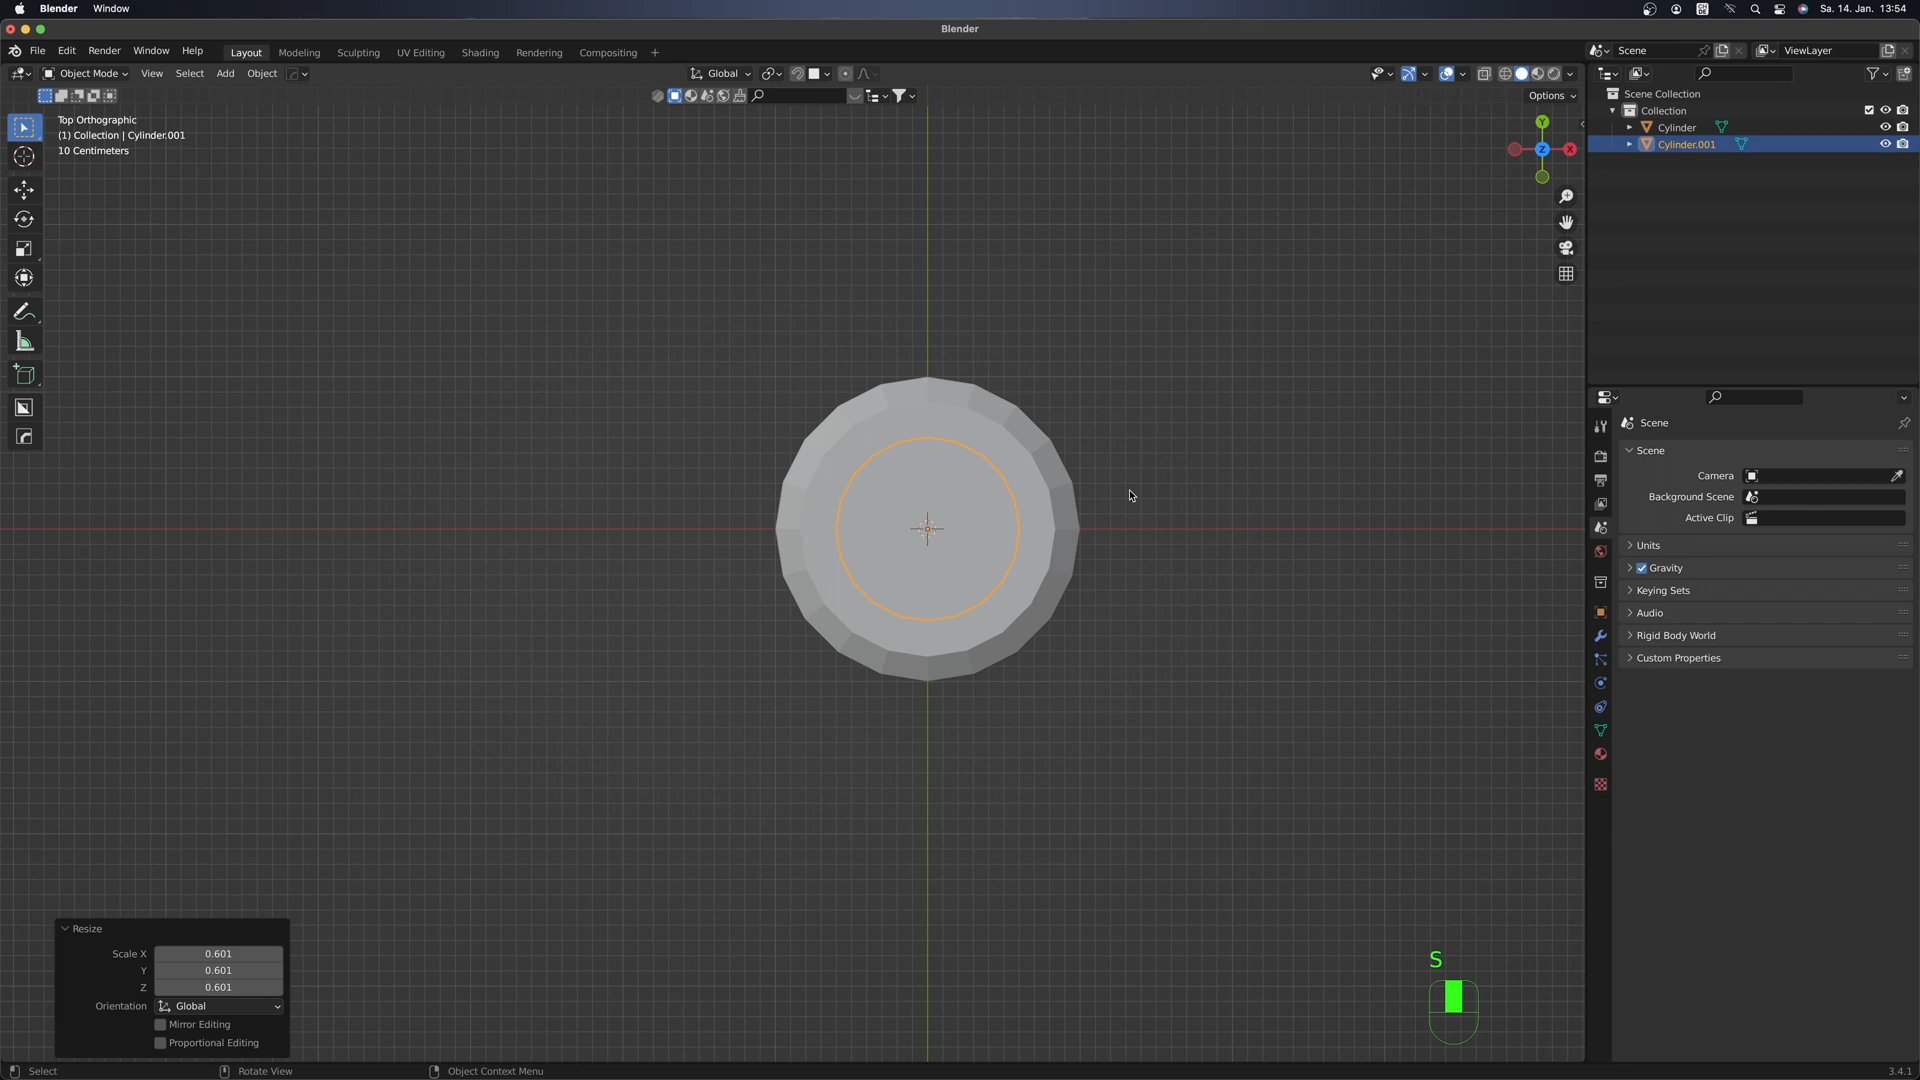 Blender Window CH DE Sa. 14. Jan. 13:54
Blender
File Edit Render Window Help Layout Modeling Sculpting UV Editing Shading Rendering Compositing + Scene ViewLayer
Object Mode View Select Add Object Global
Options
Top Orthographic
(1) Collection | Cylinder.001
10 Centimeters
Y
Z X
Scene Collection
Collection
Cylinder
Cylinder.001
Scene
Scene
Camera
Background Scene
Active Clip
Units
Gravity
Keying Sets
Audio
Rigid Body World
Custom Properties
Resize
Scale X 0.601
Y 0.601
Z 0.601
Orientation Global
Mirror Editing
Proportional Editing
S
Select Rotate View Object Context Menu 3.4.1